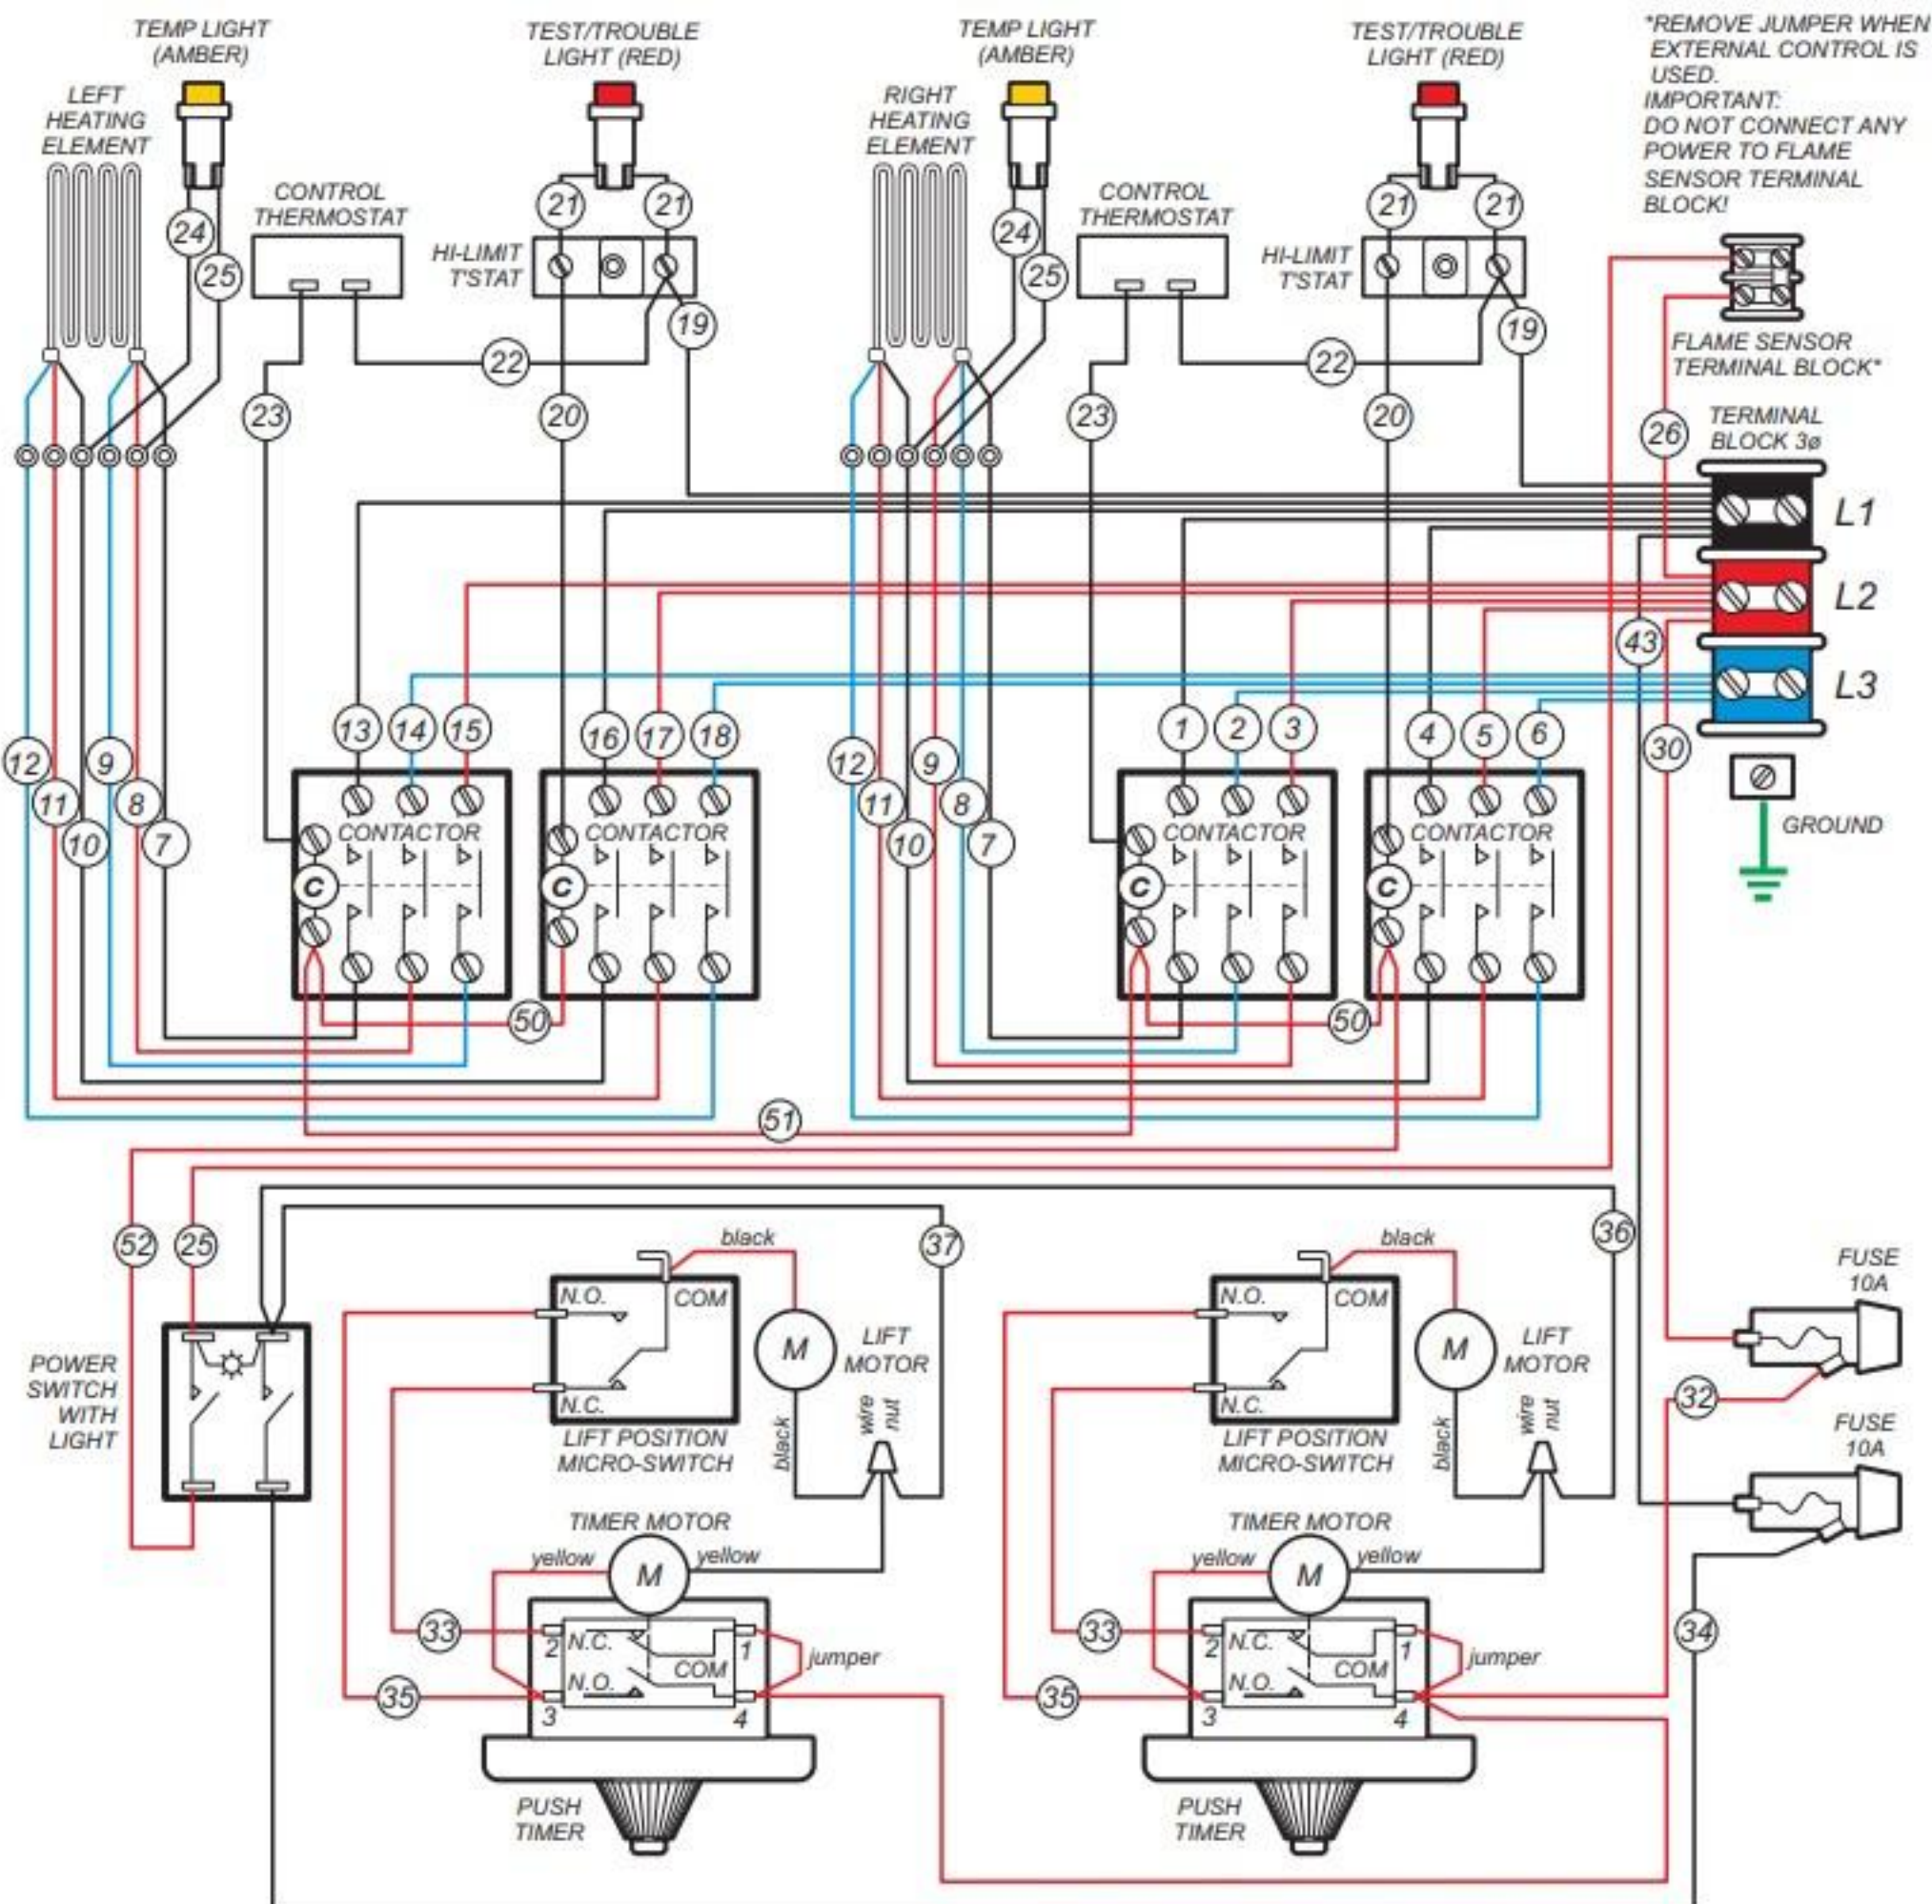 TEMP LIGHT
(AMBER)
TEST/TROUBLE
LIGHT (RED)
TEMP LIGHT
(AMBER)
TEST/TROUBLE
LIGHT (RED)
*REMOVE JUMPER WHEN
EXTERNAL CONTROL IS
USED.
IMPORTANT:
DO NOT CONNECT ANY
POWER TO FLAME
SENSOR TERMINAL
BLOCK!
LEFT
HEATING
ELEMENT
RIGHT
HEATING
ELEMENT
CONTROL
THERMOSTAT
CONTROL
THERMOSTAT
21 21
21 21
24
25
24
25
HI-LIMIT
T'STAT
HI-LIMIT
T'STAT
19
19
22
22
FLAME SENSOR
TERMINAL BLOCK*
23
20
23
20
26
TERMINAL
BLOCK 3ø
L1
L2
L3
43
30
13 14 15
16 17 18
1 2 3
4 5 6
12 9
11 8
10 7
12 9
11 8
10 7
CONTACTOR
CONTACTOR
CONTACTOR
CONTACTOR
C
C
C
C
GROUND
50
50
51
52
25
37
36
black
black
N.O.
COM
N.C.
N.O.
COM
N.C.
M
LIFT
MOTOR
M
LIFT
MOTOR
FUSE
10A
POWER
SWITCH
WITH
LIGHT
32
black
wire
nut
black
wire
nut
LIFT POSITION
MICRO-SWITCH
LIFT POSITION
MICRO-SWITCH
FUSE
10A
TIMER MOTOR
TIMER MOTOR
yellow
M
yellow
yellow
M
yellow
33
33
34
2 N.C.
1
COM
N.O.
3
4
jumper
2 N.C.
1
COM
N.O.
3
4
jumper
35
35
PUSH
TIMER
PUSH
TIMER